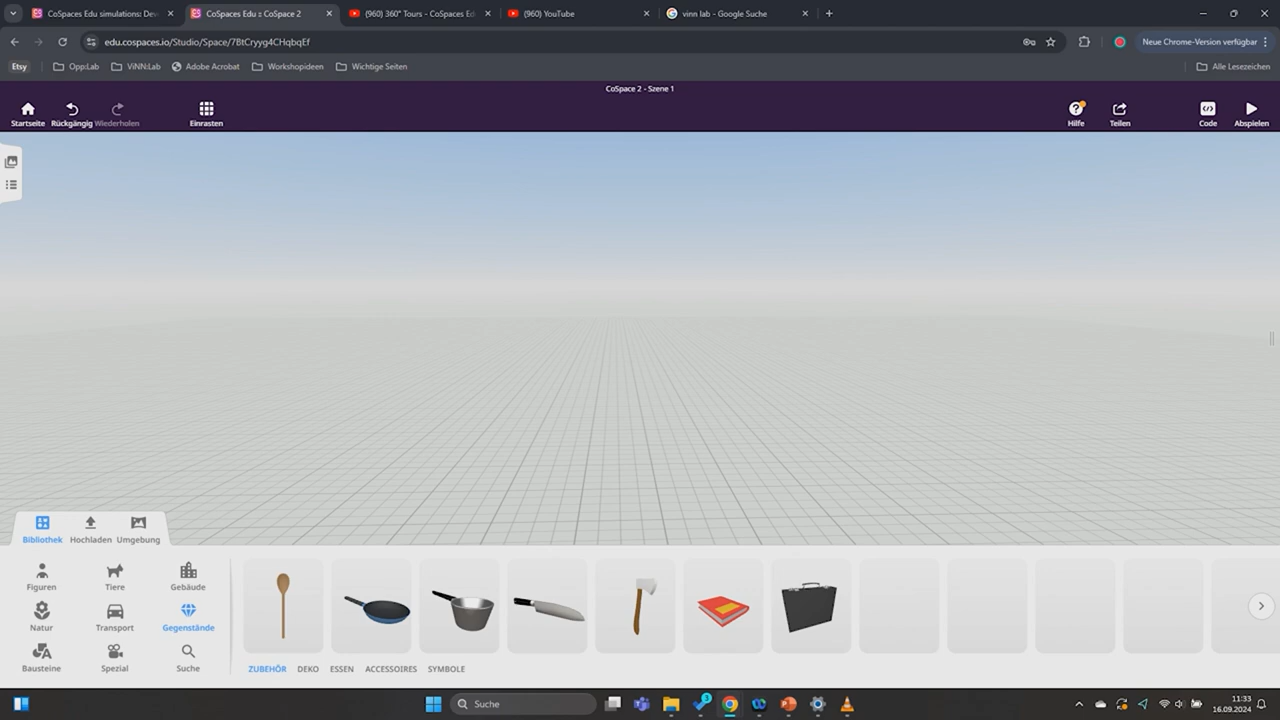 CoSpaces Edu simulations: Dev
CoSpaces Edu :: CoSpace 2
(960) 360° Tours – CoSpaces Ed
(960) YouTube
vinn lab - Google Suche
edu.cospaces.io/Studio/Space/7BtCryyg4CHqbqEf
Neue Chrome-Version verfügbar
Etsy
Opp:Lab
ViNN:Lab
Adobe Acrobat
Workshopideen
Wichtige Seiten
Alle Lesezeichen
CoSpace 2 - Szene 1
Startseite
Rückgängig
Wiederholen
Einrasten
Hilfe
Teilen
Code
Abspielen
Bibliothek
Hochladen
Umgebung
Figuren
Tiere
Gebäude
Natur
Transport
Gegenstände
Bausteine
Spezial
Suche
ZUBEHÖR
DEKO
ESSEN
ACCESSOIRES
SYMBOLE
Suche
3
11:33
16.09.2024